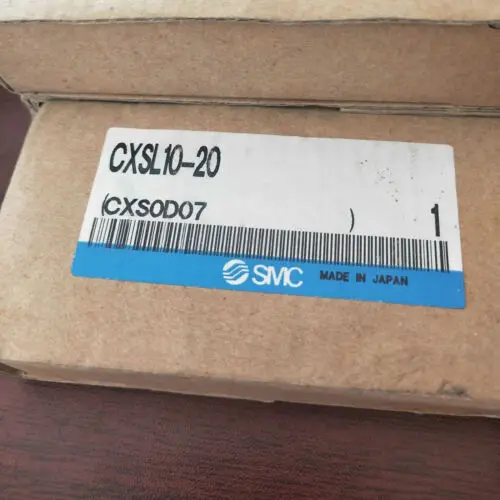 CXSL10-20
(CXS0D07 ) 1
SMC MADE IN JAPAN